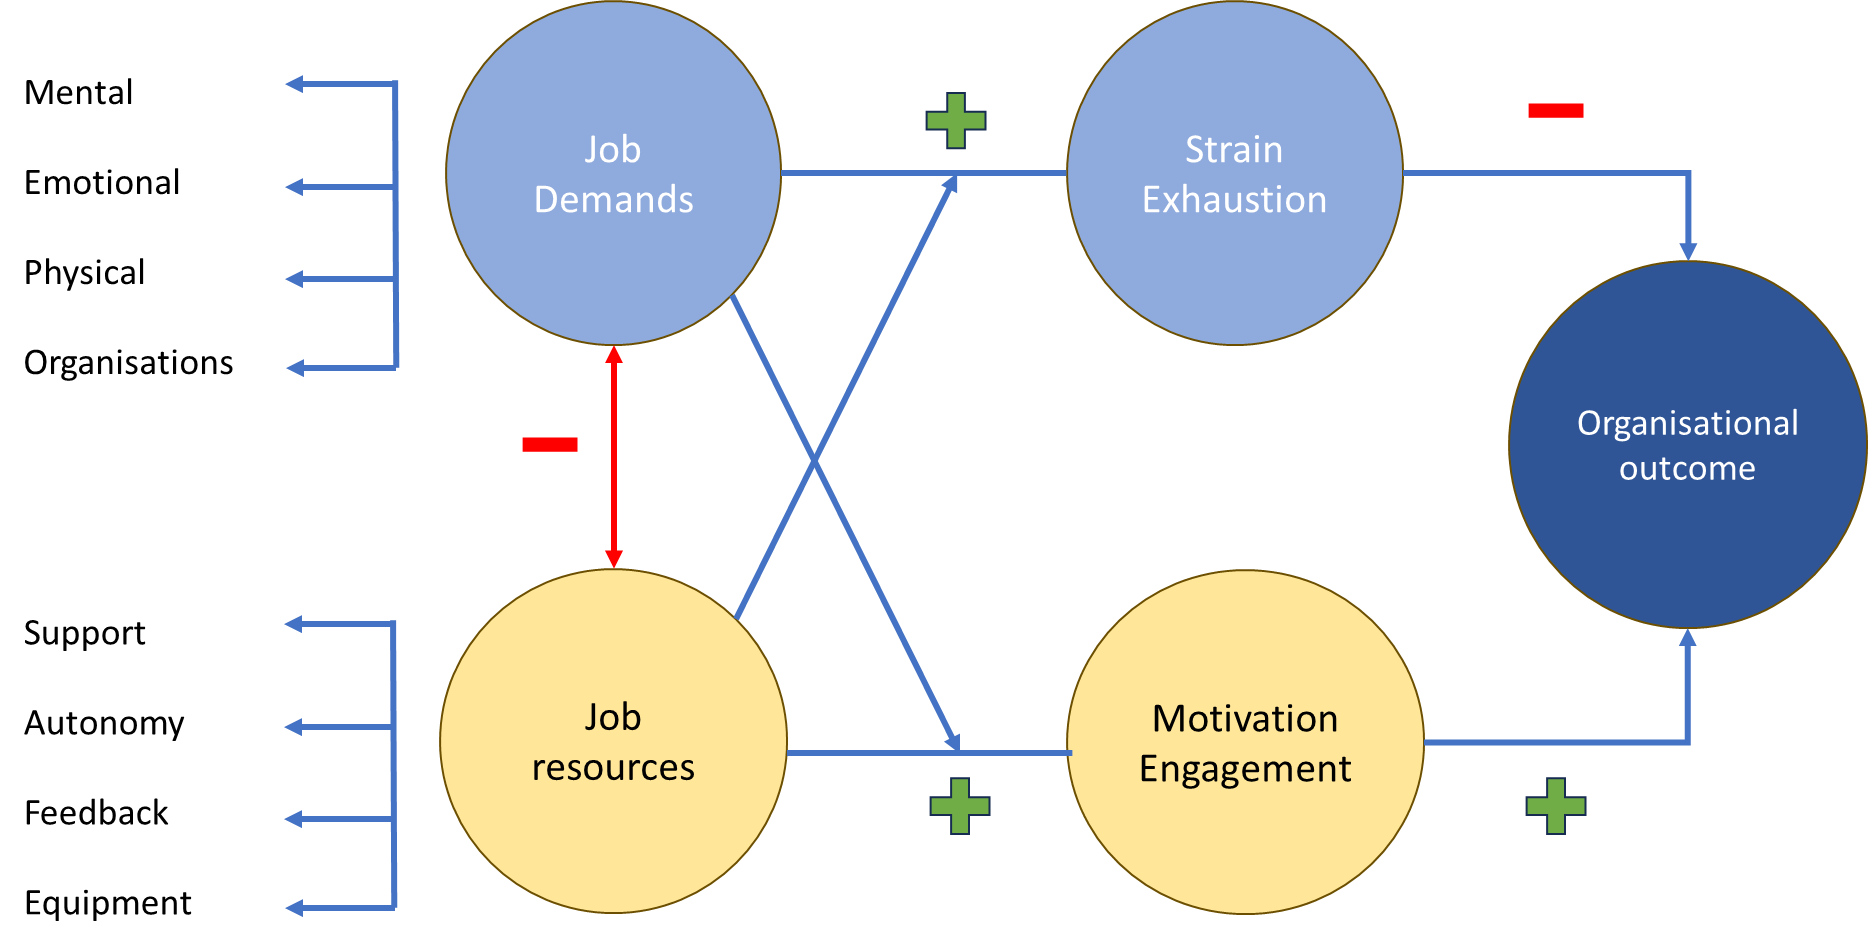 Mental
Emotional
Physical
Organisations
Job
Demands
Strain
Exhaustion
Organisational
outcome
Support
Autonomy
Feedback
Equipment
Job
resources
Motivation
Engagement